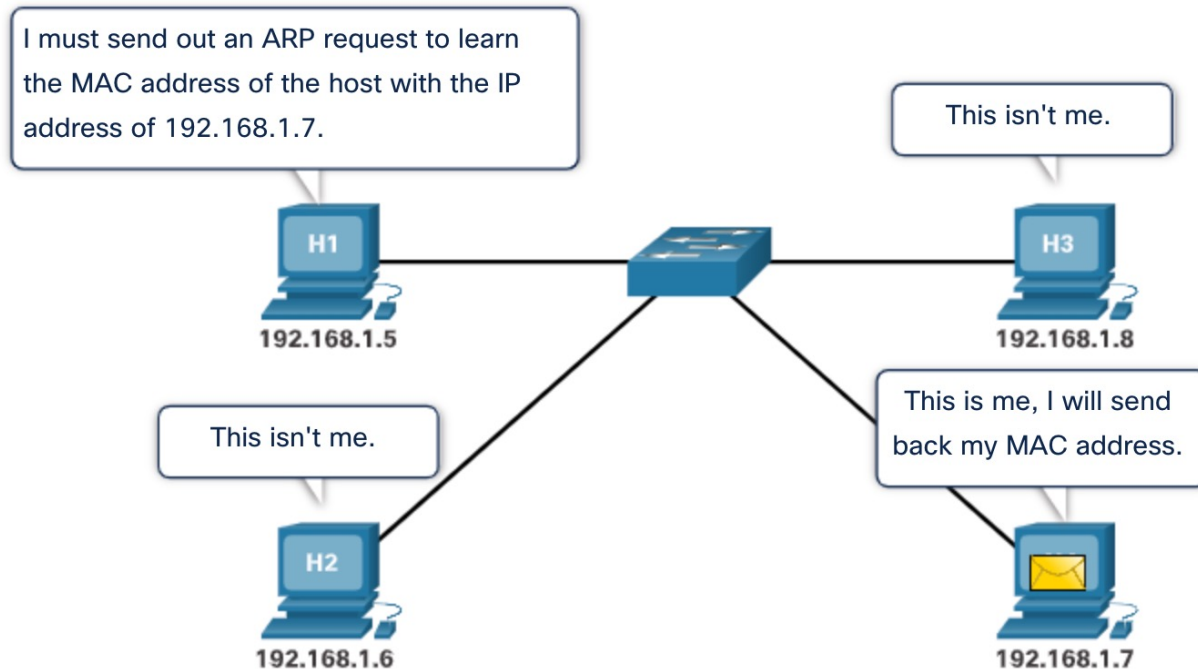 I must send out an ARP request to learn
the MAC address of the host with the IP
address of 192.168.1.7.
This isn't me.
H1
H3
192.168.1.5
192.168.1.8
This isn't me.
This is me, I will send
back my MAC address.
H2
192.168.1.6
192.168.1.7